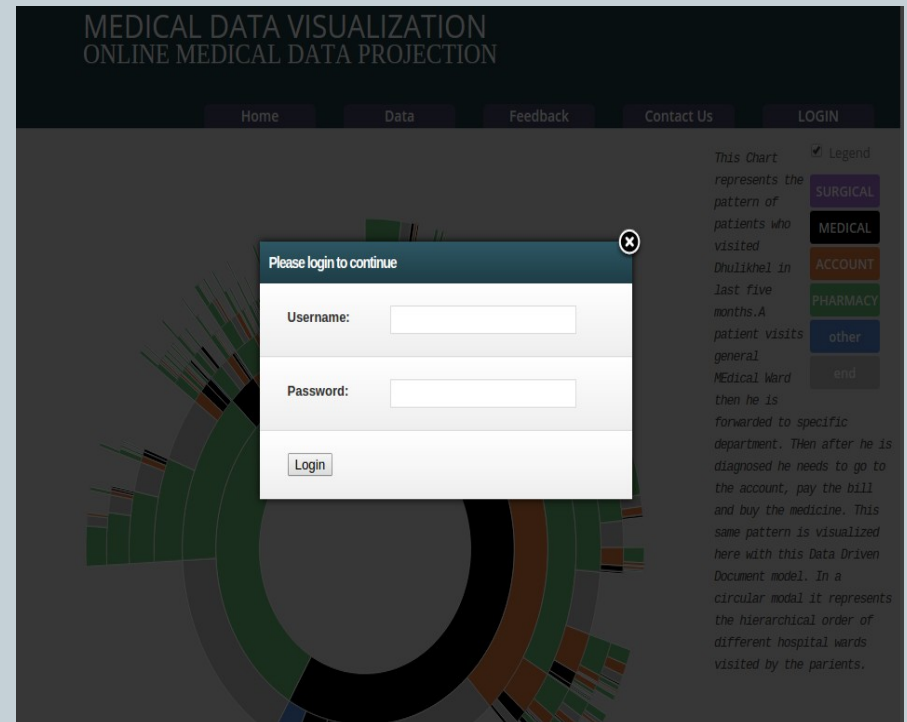 MEDICAL DATA VISUALIZATION
ONLINE MEDICAL DATA PROJECTION
Home Data Feedback Contact Us LOGIN
Please login to continue
Username:
Password:
Login
Legend
SURGICAL
MEDICAL
ACCOUNT
PHARMACY
other
end
This Chart
represents the
pattern of
patients who
visited
Dhulikhel in
last five
months.A
patient visits
general
MEdical Ward
then he is
forwarded to specific
department. THen after he is
diagnosed he needs to go to
the account, pay the bill
and buy the medicine. This
same pattern is visualized
here with this Data Driven
Document model. In a
circular modal it represents
the hierarchical order of
different hospital wards
visited by the parients.